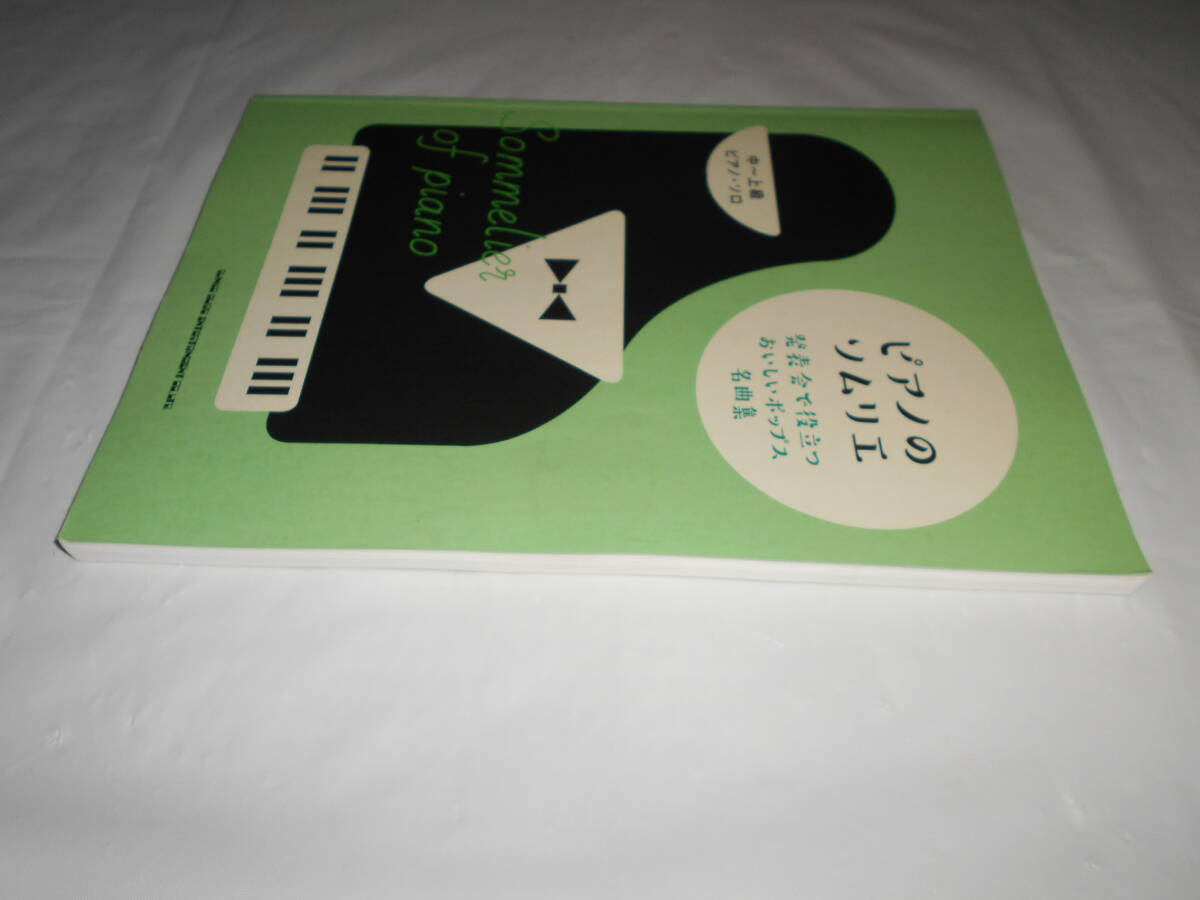 中〜上級
ピアノ・ソロ
ピアノの
ソムリエ
発表会で役立つ
おいしいポップス
名曲集
Sommelier
of piano